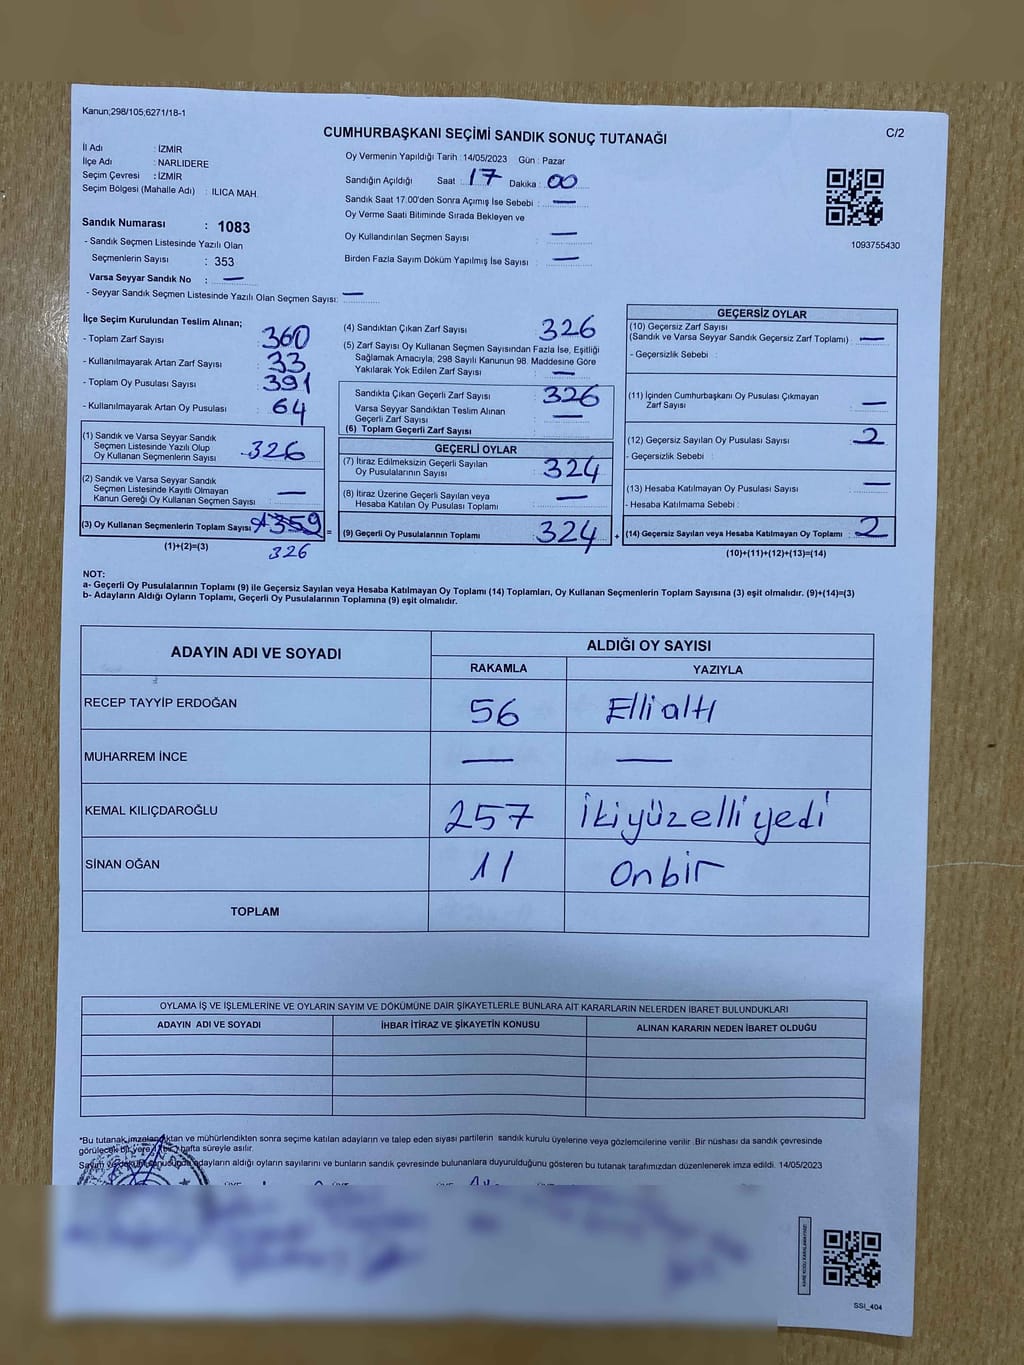 Kanun;298/105;6271/18-1
C/2
CUMHURBAŞKANI SEÇİMİ SANDIK SONUÇ TUTANAĞI
İl Adı : İZMİR
İlçe Adı : NARLIDERE
Seçim Çevresi : İZMİR
Seçim Bölgesi (Mahalle Adı) : ILICA MAH.
Sandık Numarası : 1083
- Sandık Seçmen Listesinde Yazılı Olan
Seçmenlerin Sayısı : 353
Varsa Seyyar Sandık No : —
- Seyyar Sandık Seçmen Listesinde Yazılı Olan Seçmen Sayısı: —
Oy Vermenin Yapıldığı Tarih : 14/05/2023 Gün : Pazar
Sandığın Açıldığı Saat : 17 Dakika : 00
Sandık Saat 17.00'den Sonra Açımış İse Sebebi : —
Oy Verme Saati Bitiminde Sırada Bekleyen ve
Oy Kullandırılan Seçmen Sayısı : —
Birden Fazla Sayım Döküm Yapılmış İse Sayısı : —
1093755430
İlçe Seçim Kurulundan Teslim Alınan;
- Toplam Zarf Sayısı : 360
- Kullanılmayarak Artan Zarf Sayısı : 33
- Toplam Oy Pusulası Sayısı : 391
- Kullanılmayarak Artan Oy Pusulası : 64
(1) Sandık ve Varsa Seyyar Sandık
Seçmen Listesinde Yazılı Olup
Oy Kullanan Seçmenlerin Sayısı 326
(2) Sandık ve Varsa Seyyar Sandık
Seçmen Listesinde Kayıtlı Olmayan
Kanun Gereği Oy Kullanan Seçmen Sayısı : —
(3) Oy Kullanan Seçmenlerin Toplam Sayısı 359 =
(1)+(2)=(3) 326
(4) Sandıktan Çıkan Zarf Sayısı 326
(5) Zarf Sayısı Oy Kullanan Seçmen Sayısından Fazla İse, Eşitliği
Sağlamak Amacıyla, 298 Sayılı Kanunun 98. Maddesine Göre
Yakılarak Yok Edilen Zarf Sayısı : —
Sandıkta Çıkan Geçerli Zarf Sayısı : 326
Varsa Seyyar Sandıktan Teslim Alınan
Geçerli Zarf Sayısı : —
(6) Toplam Geçerli Zarf Sayısı :
GEÇERLİ OYLAR
(7) İtiraz Edilmeksizin Geçerli Sayılan
Oy Pusulalarının Sayısı : 324
(8) İtiraz Üzerine Geçerli Sayılan veya
Hesaba Katılan Oy Pusulası Toplamı : —
(9) Geçerli Oy Pusulalarının Toplamı : 324 +
GEÇERSİZ OYLAR
(10) Geçersiz Zarf Sayısı
(Sandık ve Varsa Seyyar Sandık Geçersiz Zarf Toplamı) : —
- Geçersizlik Sebebi :
(11) İçinden Cumhurbaşkanı Oy Pusulası Çıkmayan
Zarf Sayısı : —
(12) Geçersiz Sayılan Oy Pusulası Sayısı : 2
- Geçersizlik Sebebi :
(13) Hesaba Katılmayan Oy Pusulası Sayısı : —
- Hesaba Katılmama Sebebi :
(14) Geçersiz Sayılan veya Hesaba Katılmayan Oy Toplamı : 2
(10)+(11)+(12)+(13)=(14)
NOT:
a- Geçerli Oy Pusulalarının Toplamı (9) ile Geçersiz Sayılan veya Hesaba Katılmayan Oy Toplamı (14) Toplamları, Oy Kullanan Seçmenlerin Toplam Sayısına (3) eşit olmalıdır. (9)+(14)=(3)
b- Adayların Aldığı Oyların Toplamı, Geçerli Oy Pusulalarının Toplamına (9) eşit olmalıdır.
ADAYIN ADI VE SOYADI
ALDIĞI OY SAYISI
RAKAMLA YAZIYLA
RECEP TAYYİP ERDOĞAN 56 Elli altı
MUHARREM İNCE — —
KEMAL KILIÇDAROĞLU 257 İkiyüzelli yedi
SİNAN OĞAN 11 Onbir
TOPLAM
OYLAMA İŞ VE İŞLEMLERİNE VE OYLARIN SAYIM VE DÖKÜMÜNE DAİR ŞİKAYETLERLE BUNLARA AİT KARARLARIN NELERDEN İBARET BULUNDUKLARI
ADAYIN ADI VE SOYADI İHBAR İTİRAZ VE ŞİKAYETİN KONUSU ALINAN KARARIN NEDEN İBARET OLDUĞU
*Bu tutanak imzalandıktan ve mühürlendikten sonra seçime katılan adayların ve talep eden siyasi partilerin sandık kurulu üyelerine veya gözlemcilerine verilir .Bir nüshası da sandık çevresinde
görülecek bir yere (bir) hafta süreyle asılır.
Sayım ve döküm sonucunda adayların aldığı oyların sayılarını ve bunların sandık çevresinde bulunanlara duyurulduğunu gösteren bu tutanak tarafımızdan düzenlenerek imza edildi. 14/05/2023
SSI_404